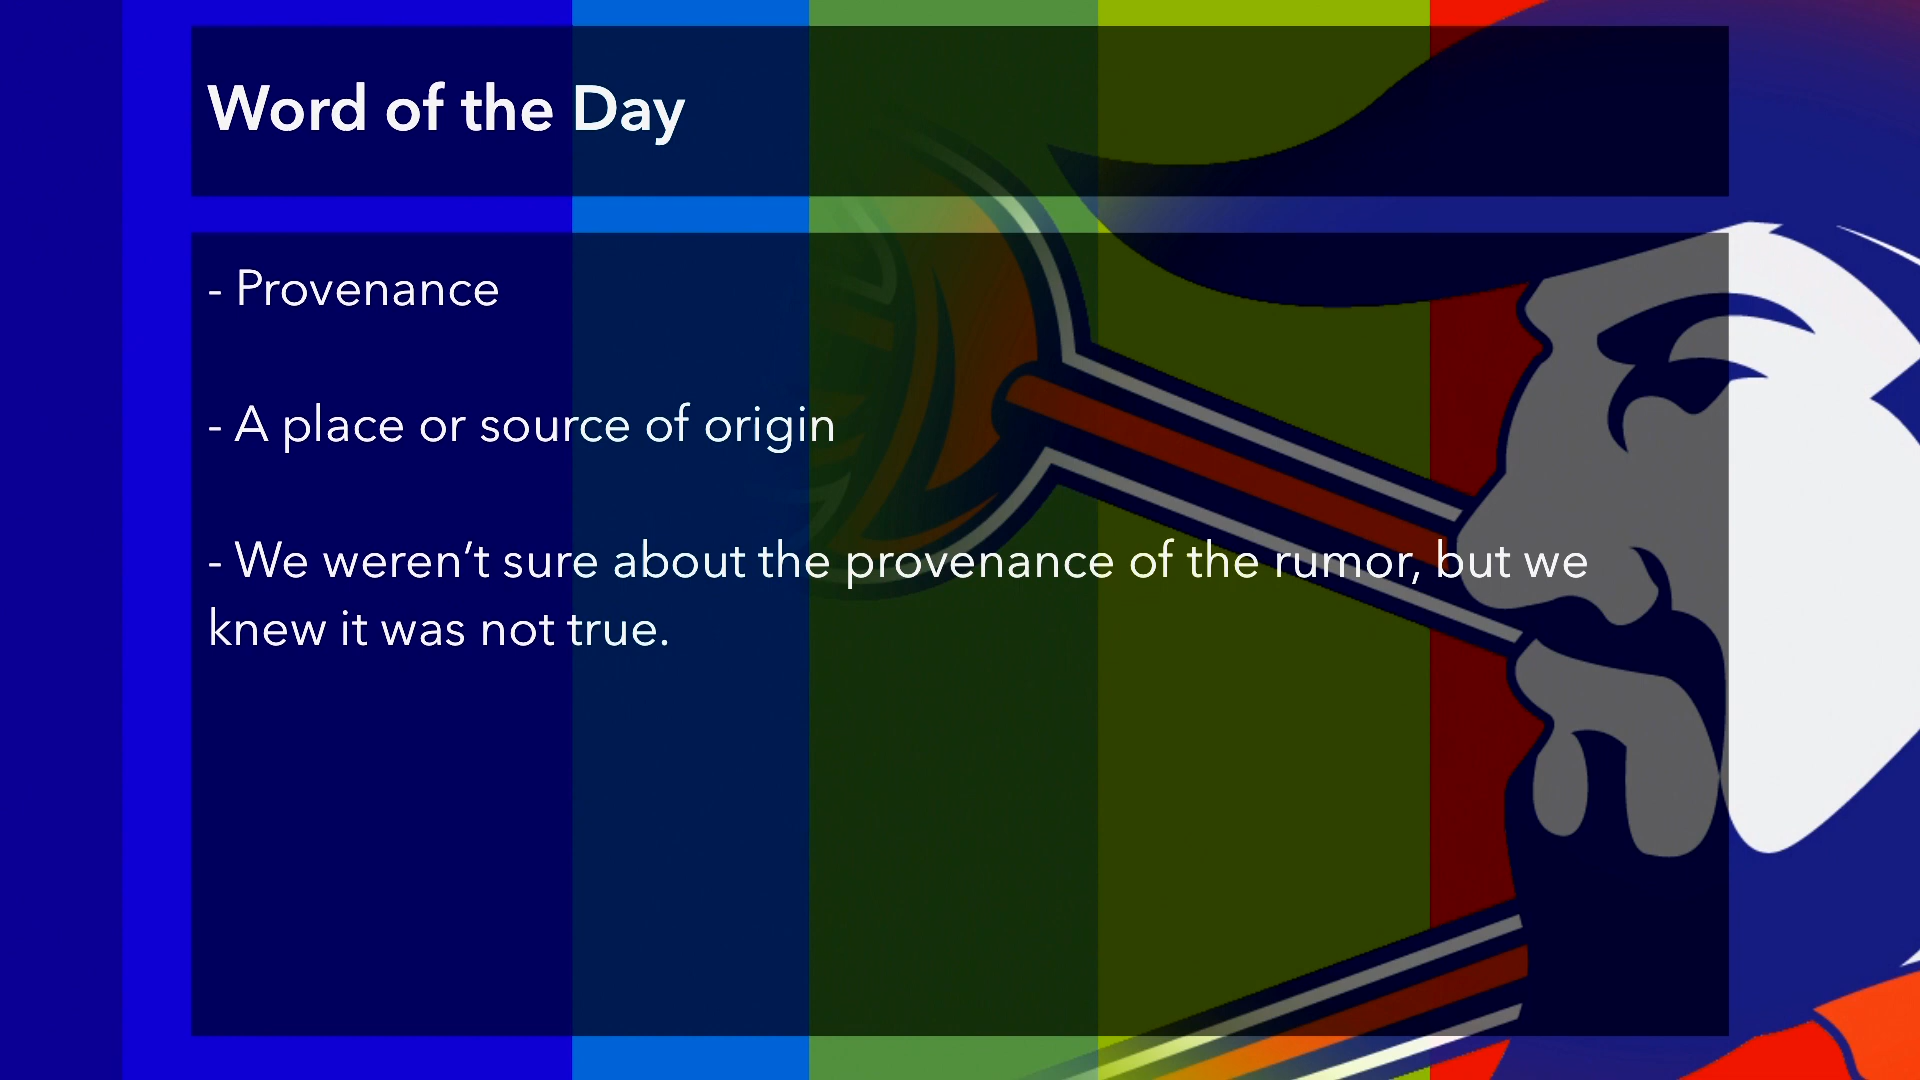 Word of the Day
- Provenance
- A place or source of origin
- We weren’t sure about the provenance of the rumor, but we
knew it was not true.